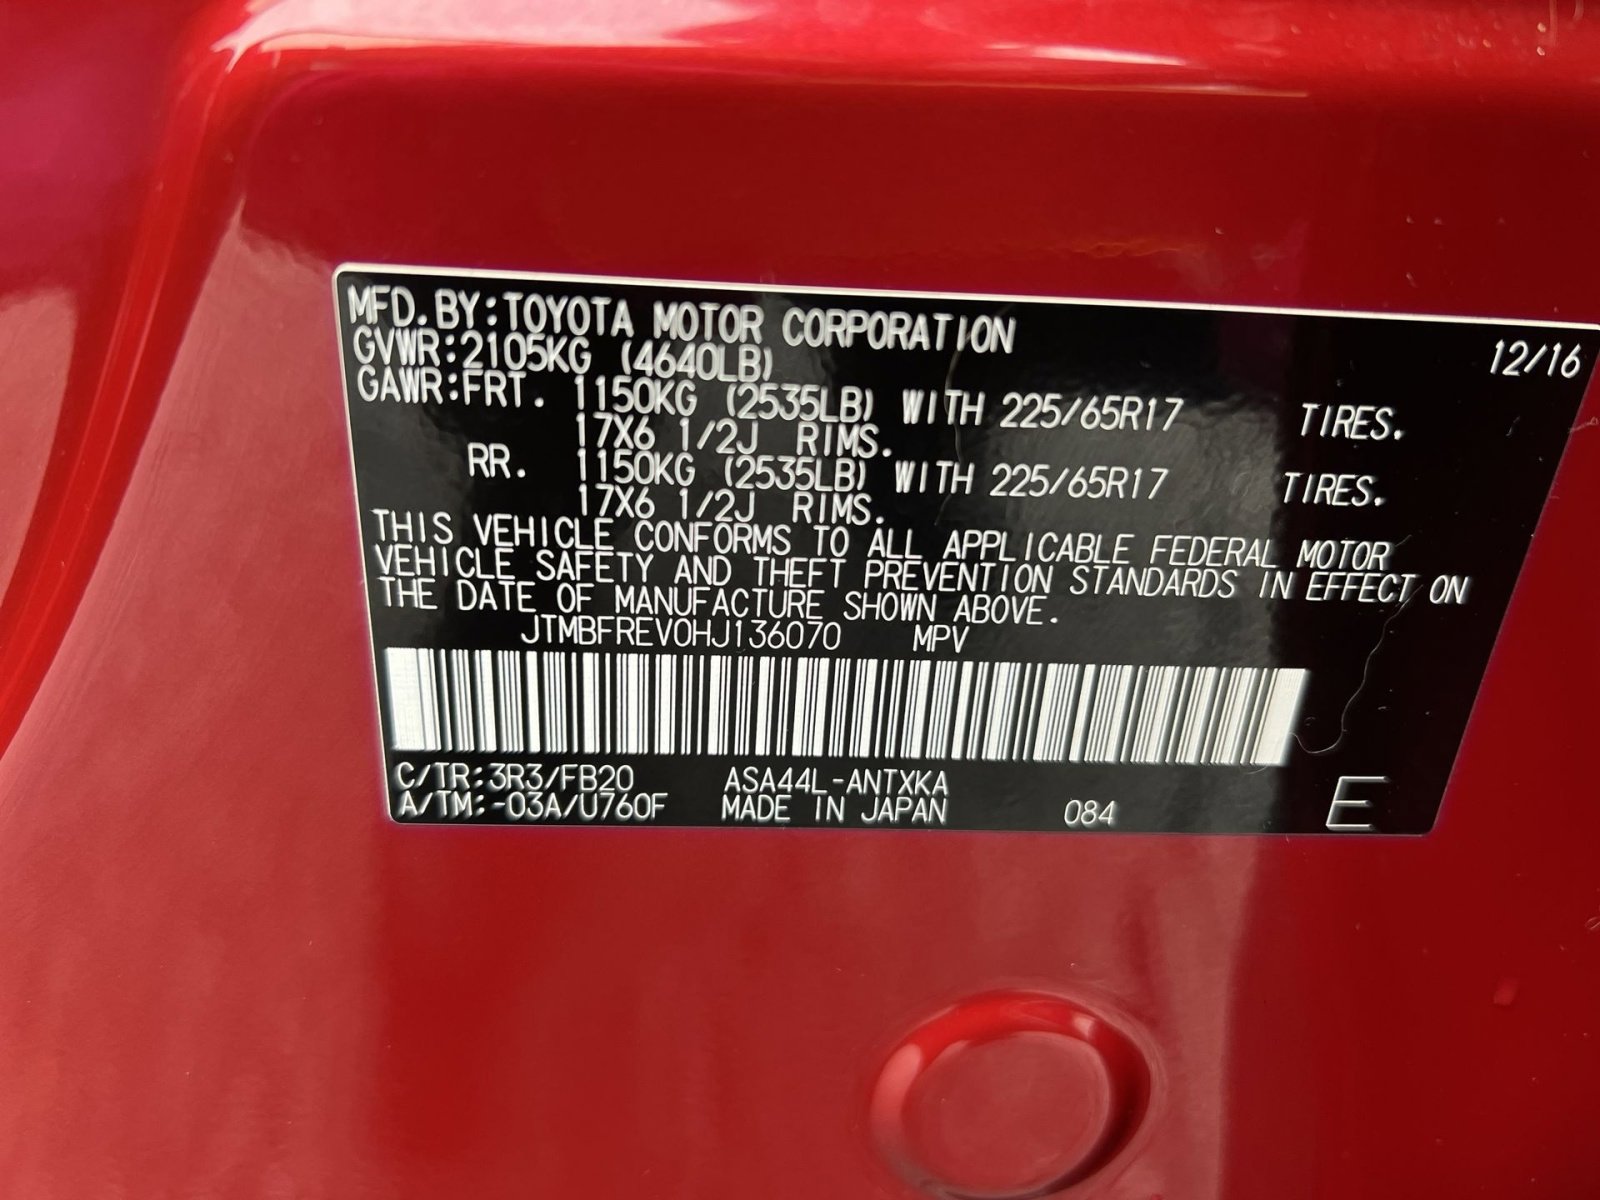 MFD.BY:TOYOTA MOTOR CORPORATION 12/16
GVWR:2105KG (4640LB)
GAWR:FRT. 1150KG (2535LB) WITH 225/65R17 TIRES.
17X6 1/2J RIMS.
RR. 1150KG (2535LB) WITH 225/65R17 TIRES.
17X6 1/2J RIMS.
THIS VEHICLE CONFORMS TO ALL APPLICABLE FEDERAL MOTOR
VEHICLE SAFETY AND THEFT PREVENTION STANDARDS IN EFFECT ON
THE DATE OF MANUFACTURE SHOWN ABOVE.
JTMBFREV0HJ136070 MPV
C/TR:3R3/FB20 ASA44L-ANTXKA
A/TM:-03A/U760F MADE IN JAPAN 084 E